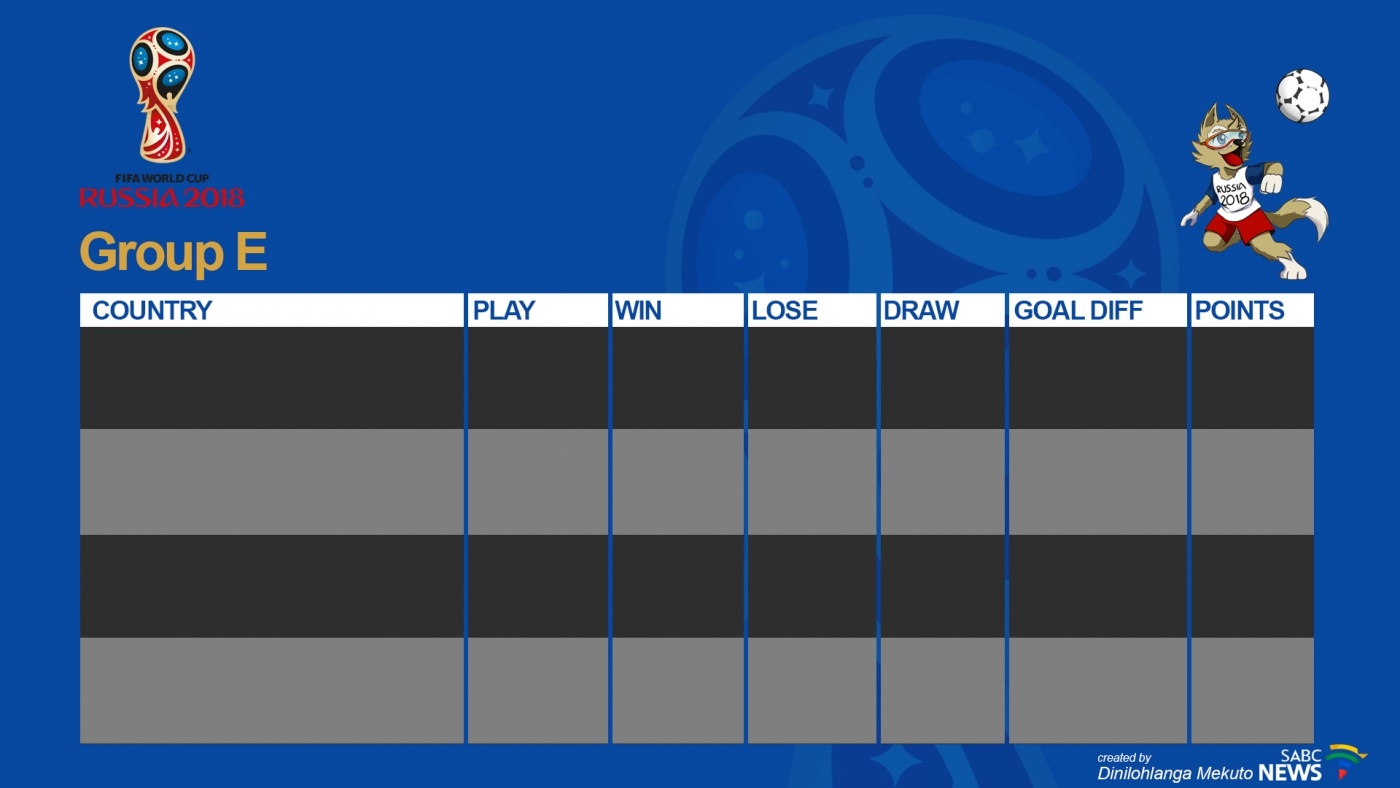 FIFA WORLD CUP
RUSSIA 2018
RUSSIA
2018
Group E
COUNTRY PLAY WIN LOSE DRAW GOAL DIFF POINTS
created by
Dinilohlanga Mekuto
SABC
NEWS